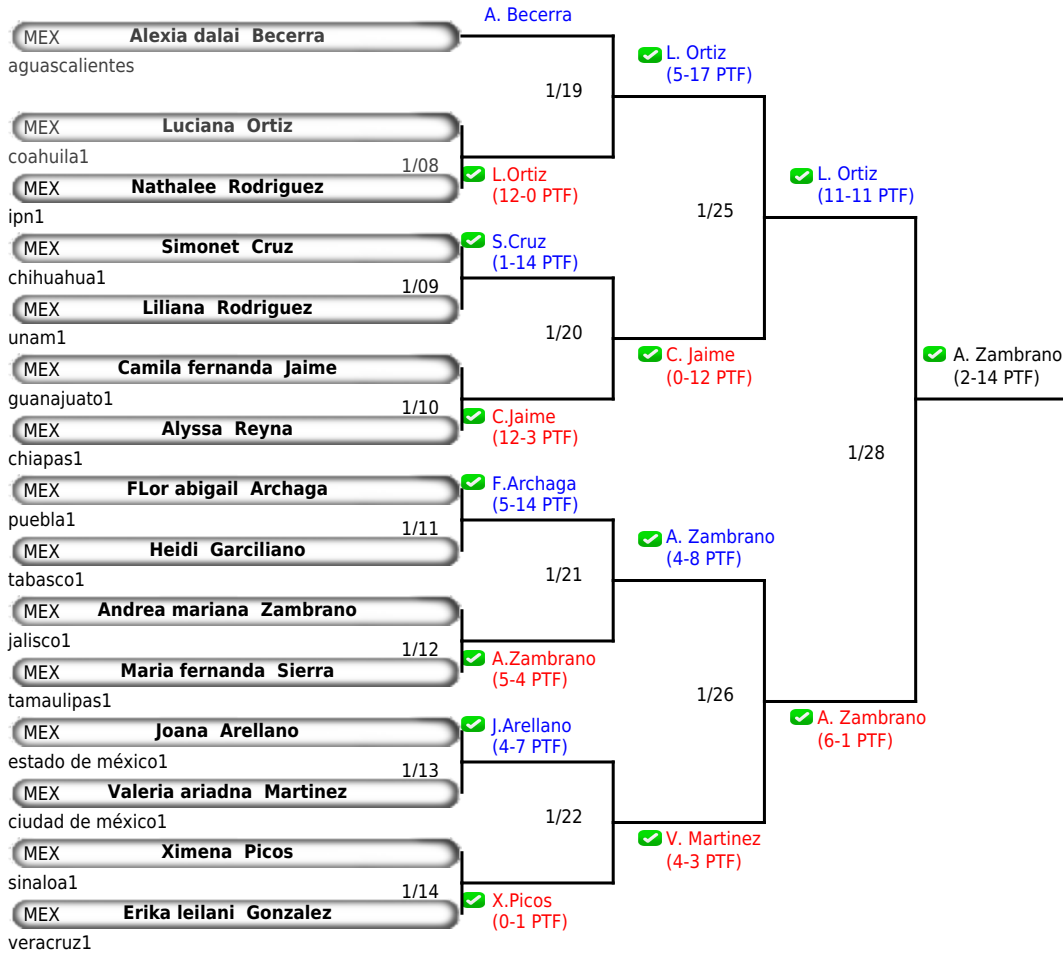 A. Becerra
MEX Alexia dalai Becerra
aguascalientes
L. Ortiz
(5-17 PTF)
1/19
MEX Luciana Ortiz
coahuila1
1/08
L.Ortiz
(12-0 PTF)
MEX Nathalee Rodriguez
ipn1
L. Ortiz
(11-11 PTF)
1/25
MEX Simonet Cruz
chihuahua1
S.Cruz
(1-14 PTF)
1/09
MEX Liliana Rodriguez
unam1
1/20
C. Jaime
(0-12 PTF)
MEX Camila fernanda Jaime
guanajuato1
1/10
C.Jaime
(12-3 PTF)
MEX Alyssa Reyna
chiapas1
A. Zambrano
(2-14 PTF)
1/28
MEX FLor abigail Archaga
puebla1
F.Archaga
(5-14 PTF)
1/11
MEX Heidi Garciliano
tabasco1
A. Zambrano
(4-8 PTF)
1/21
MEX Andrea mariana Zambrano
jalisco1
1/12
A.Zambrano
(5-4 PTF)
MEX Maria fernanda Sierra
tamaulipas1
1/26
A. Zambrano
(6-1 PTF)
MEX Joana Arellano
estado de méxico1
J.Arellano
(4-7 PTF)
1/13
MEX Valeria ariadna Martinez
ciudad de méxico1
1/22
V. Martinez
(4-3 PTF)
MEX Ximena Picos
sinaloa1
1/14
X.Picos
(0-1 PTF)
MEX Erika leilani Gonzalez
veracruz1